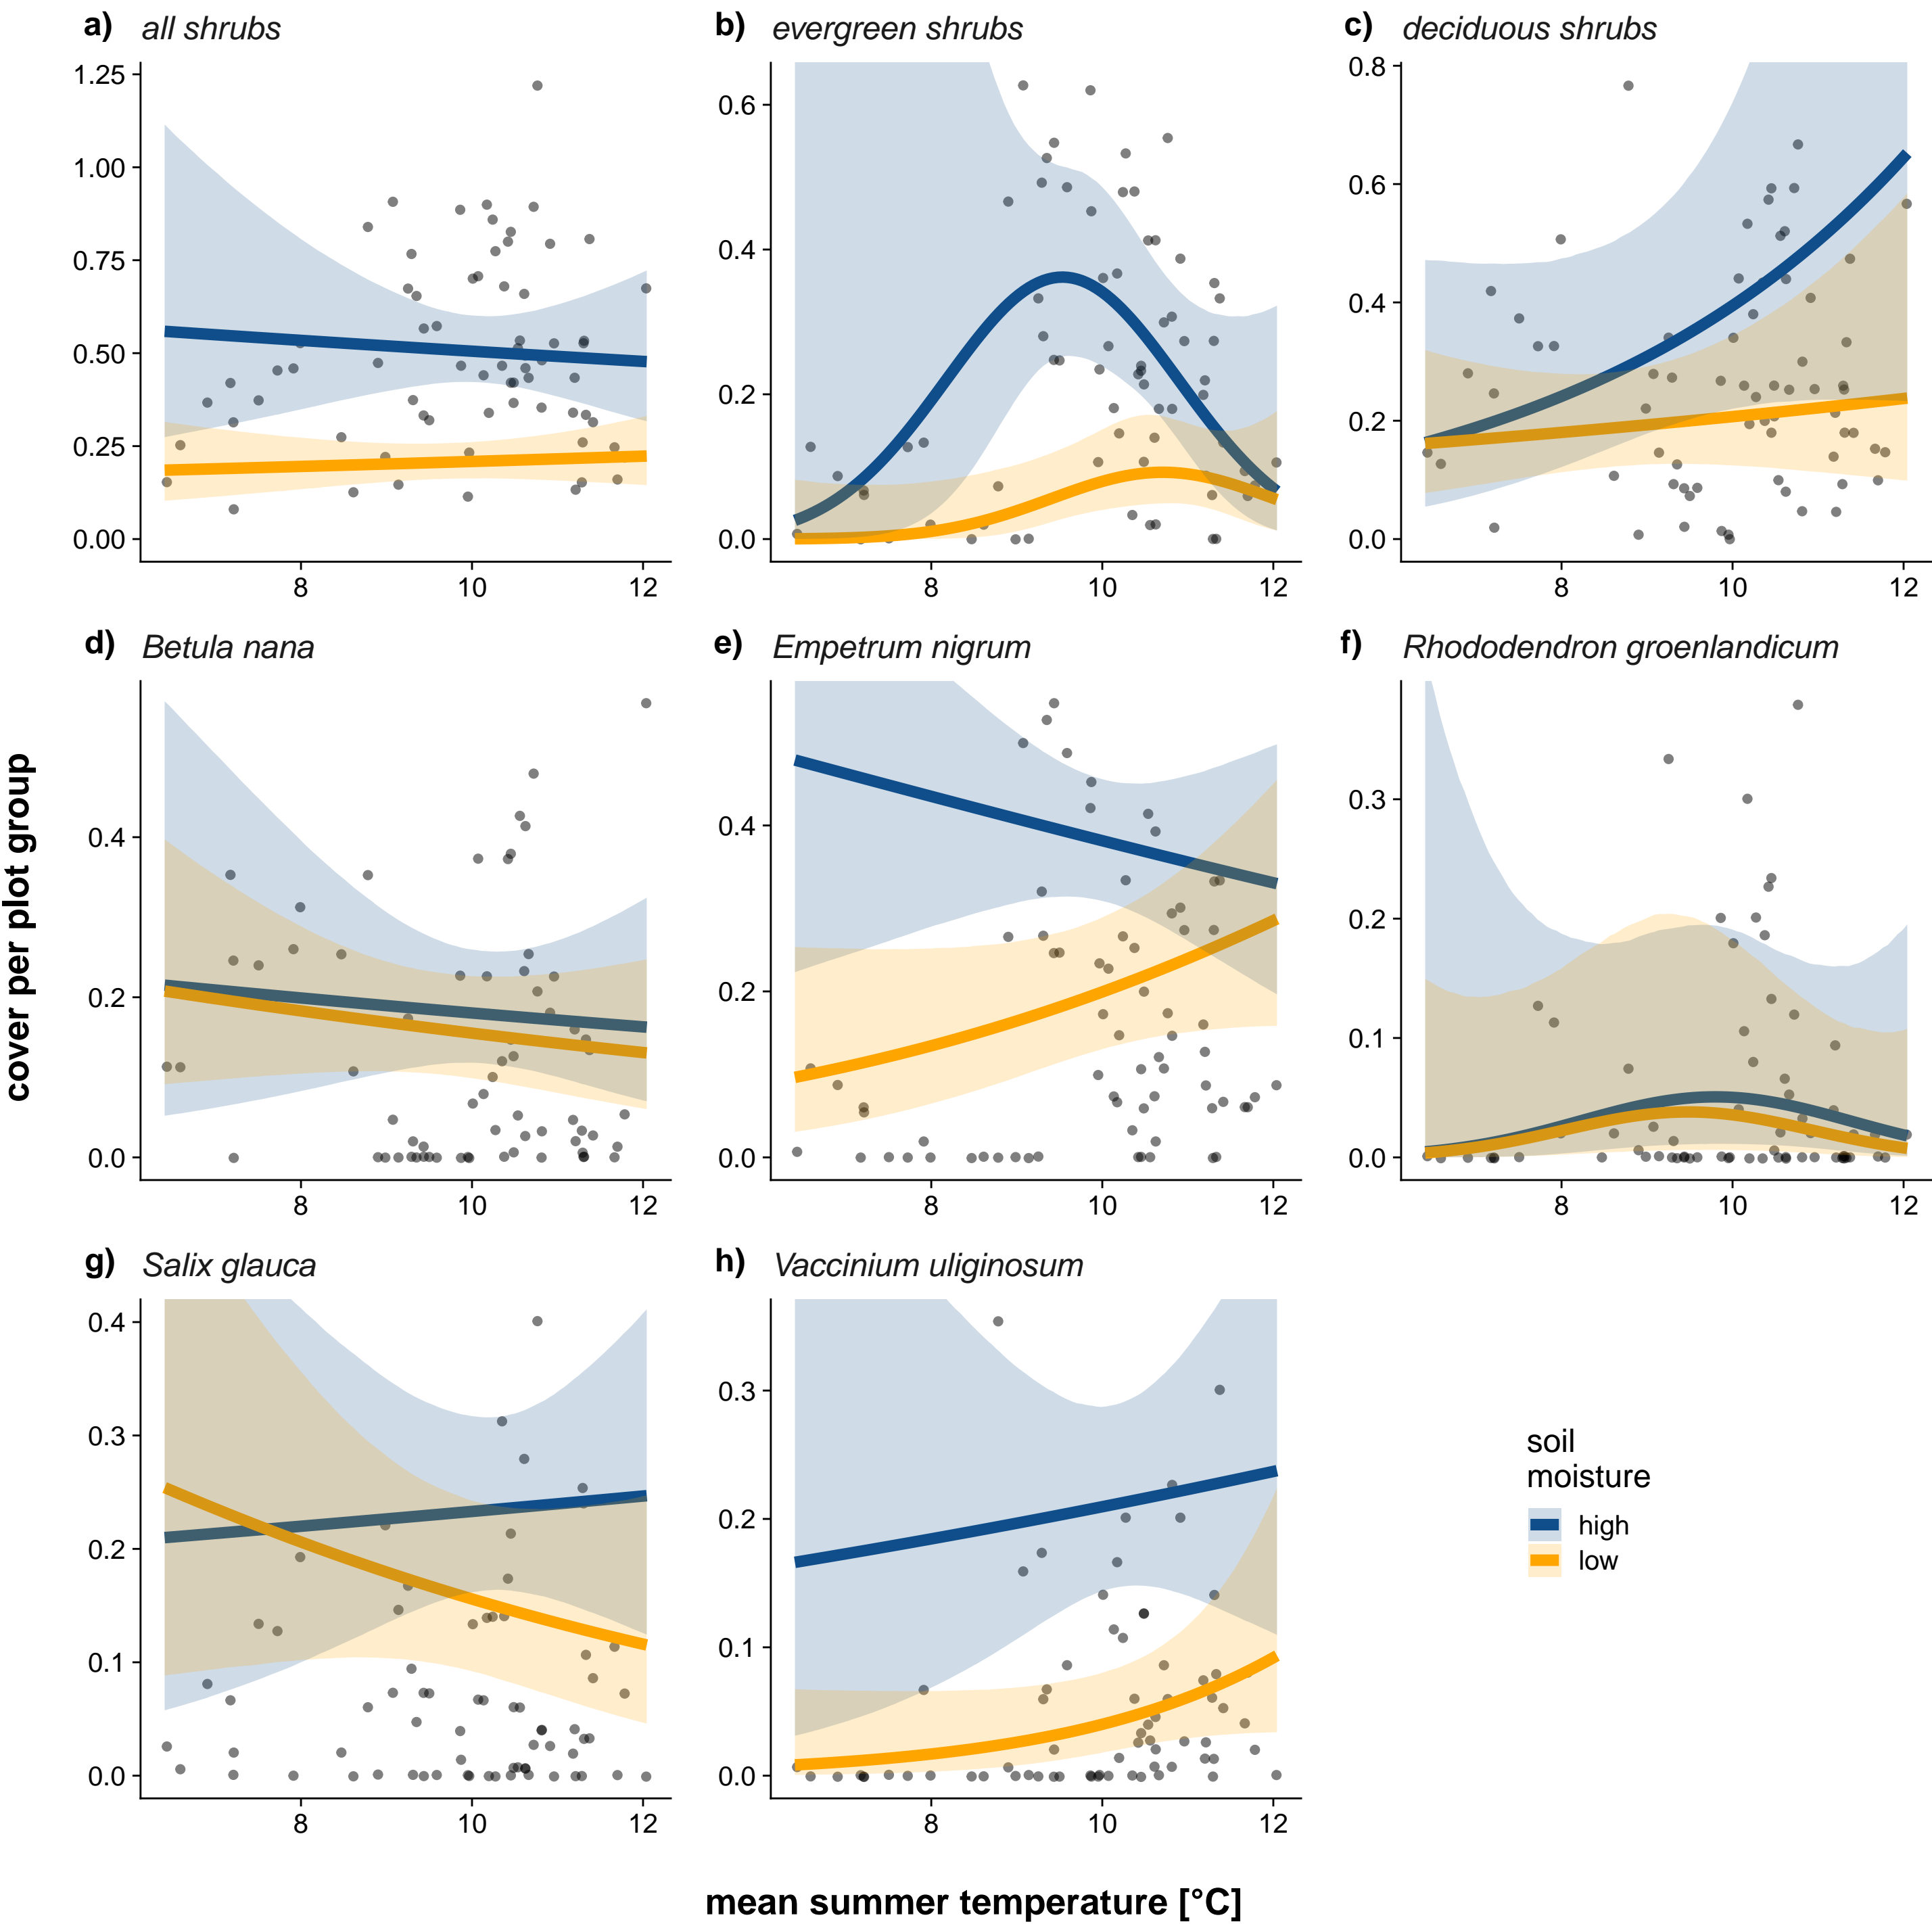 a) all shrubs
b) evergreen shrubs
c) deciduous shrubs
1.25
1.00
0.75
0.50
0.25
0.00
8 10 12
0.6
0.4
0.2
0.0
8 10 12
0.8
0.6
0.4
0.2
0.0
8 10 12
d) Betula nana
e) Empetrum nigrum
f) Rhododendron groenlandicum
cover per plot group
0.4
0.2
0.0
8 10 12
0.4
0.2
0.0
8 10 12
0.3
0.2
0.1
0.0
8 10 12
g) Salix glauca
h) Vaccinium uliginosum
0.4
0.3
0.2
0.1
0.0
8 10 12
0.3
0.2
0.1
0.0
8 10 12
soil
moisture
high
low
mean summer temperature [°C]